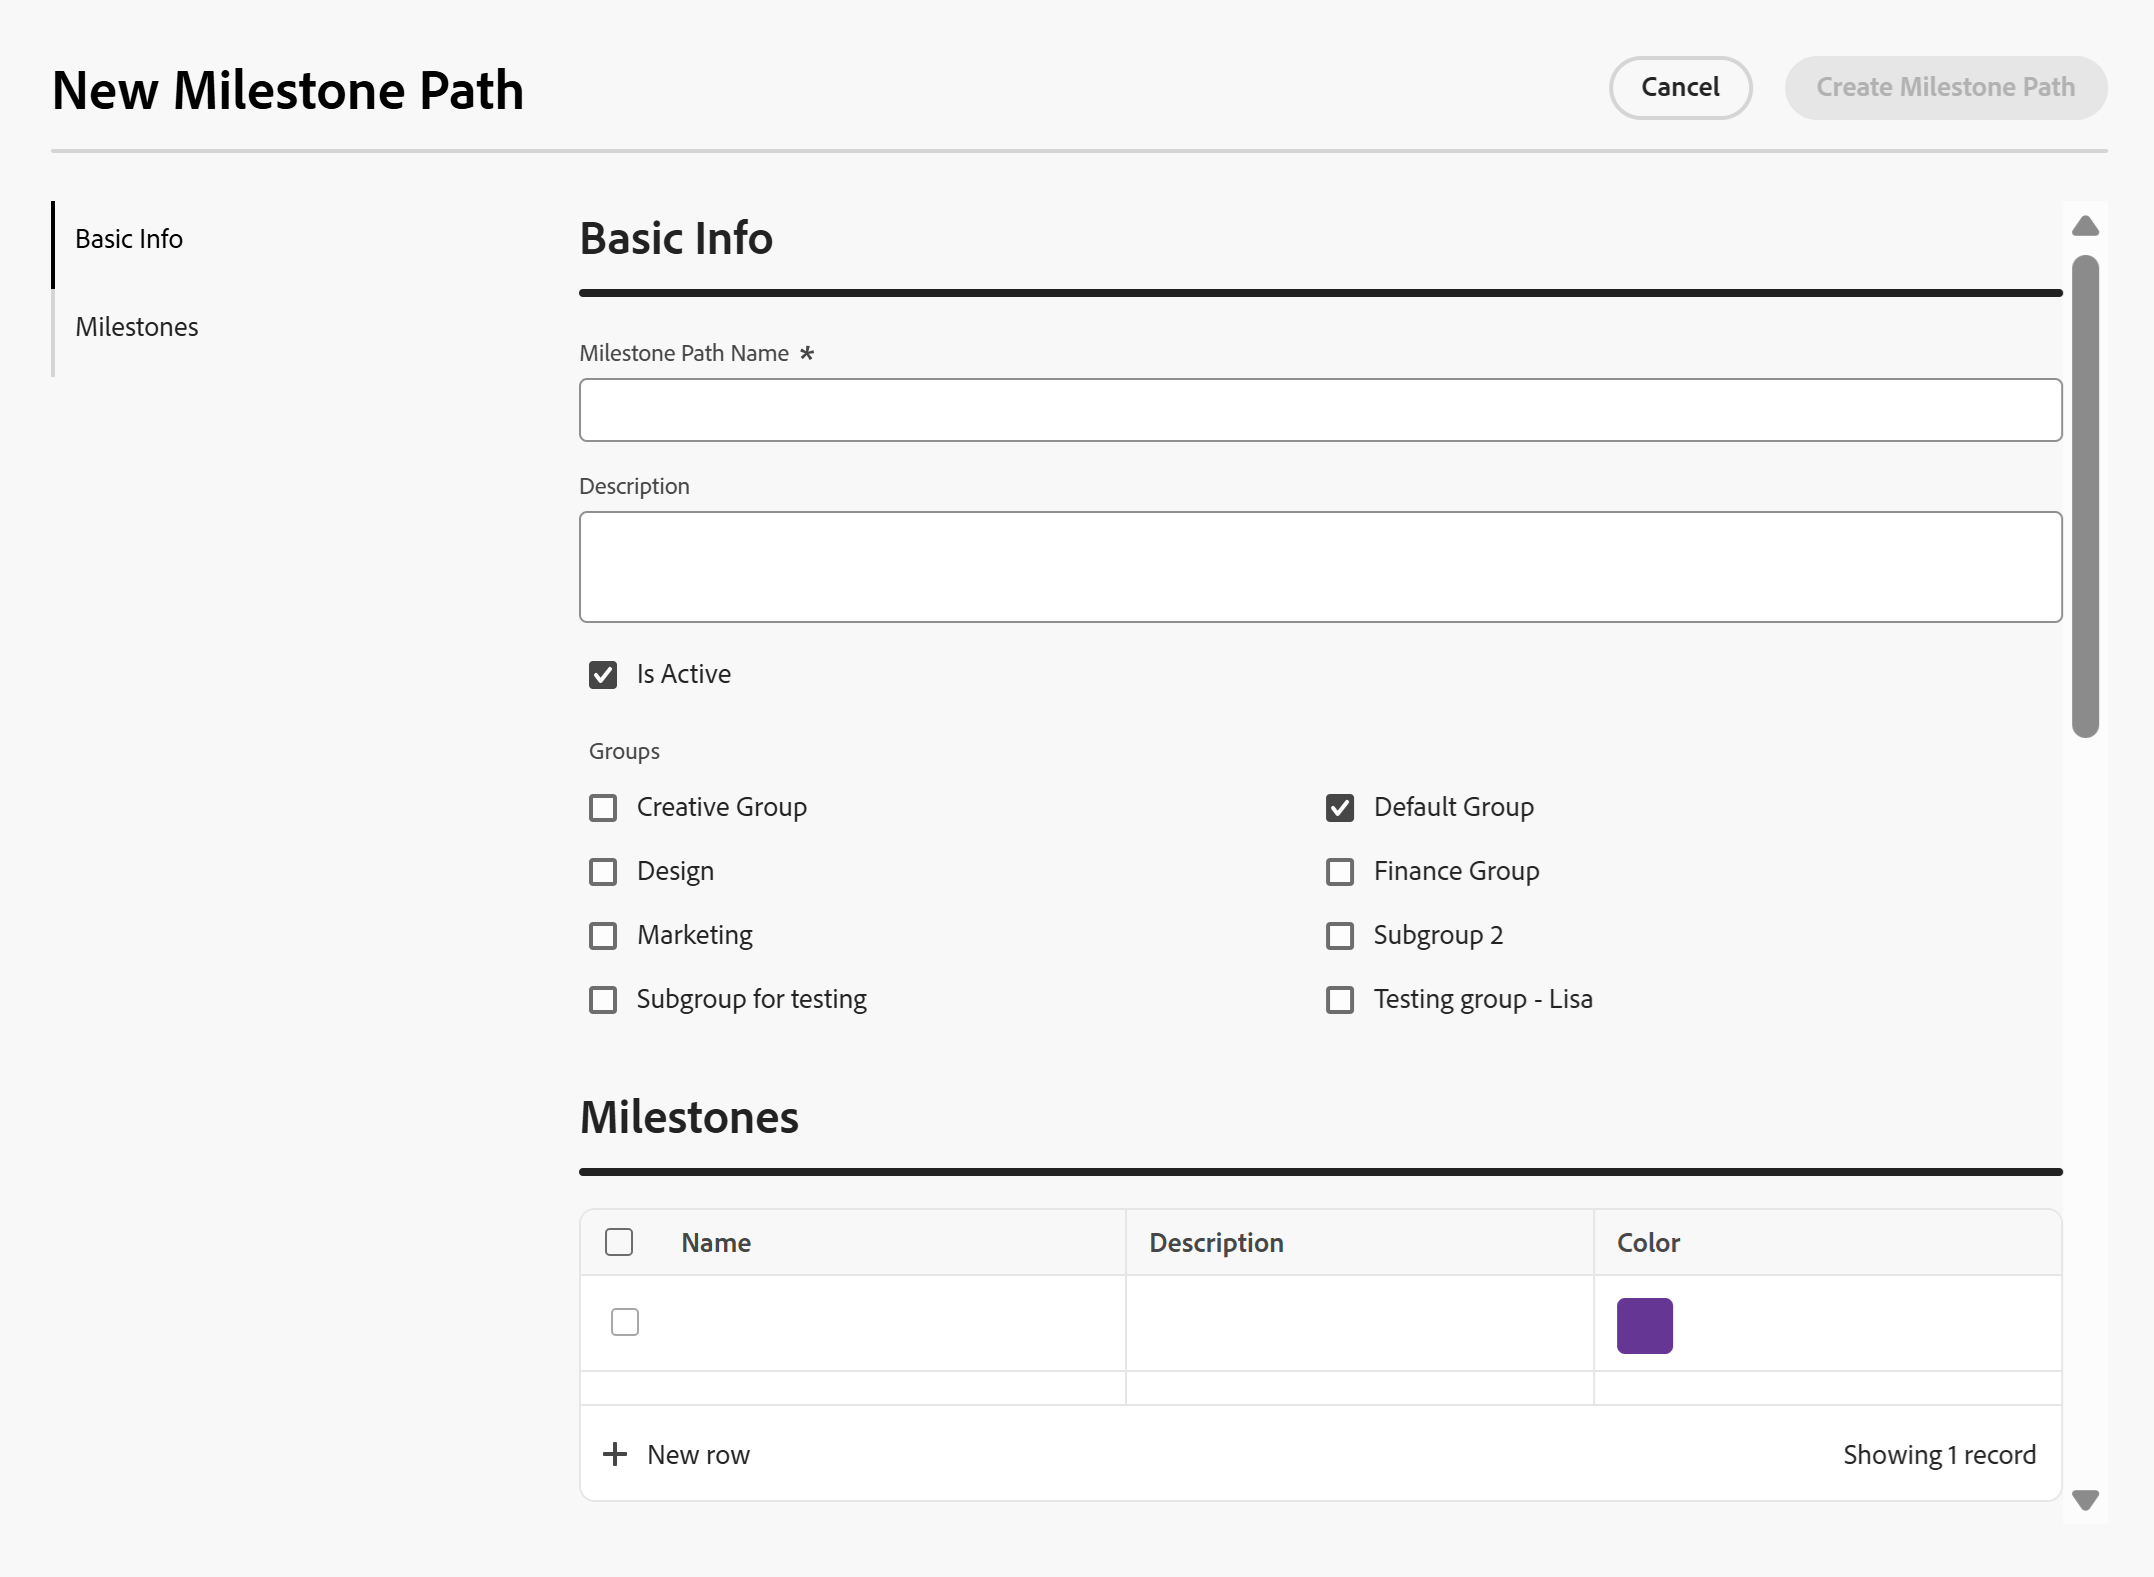 New Milestone Path
Cancel
Create Milestone Path
Basic Info
Milestones
Basic Info
Milestone Path Name *
Description
Is Active
Groups
Creative Group
Default Group
Design
Finance Group
Marketing
Subgroup 2
Subgroup for testing
Testing group - Lisa
Milestones
Name Description Color
New row
Showing 1 record